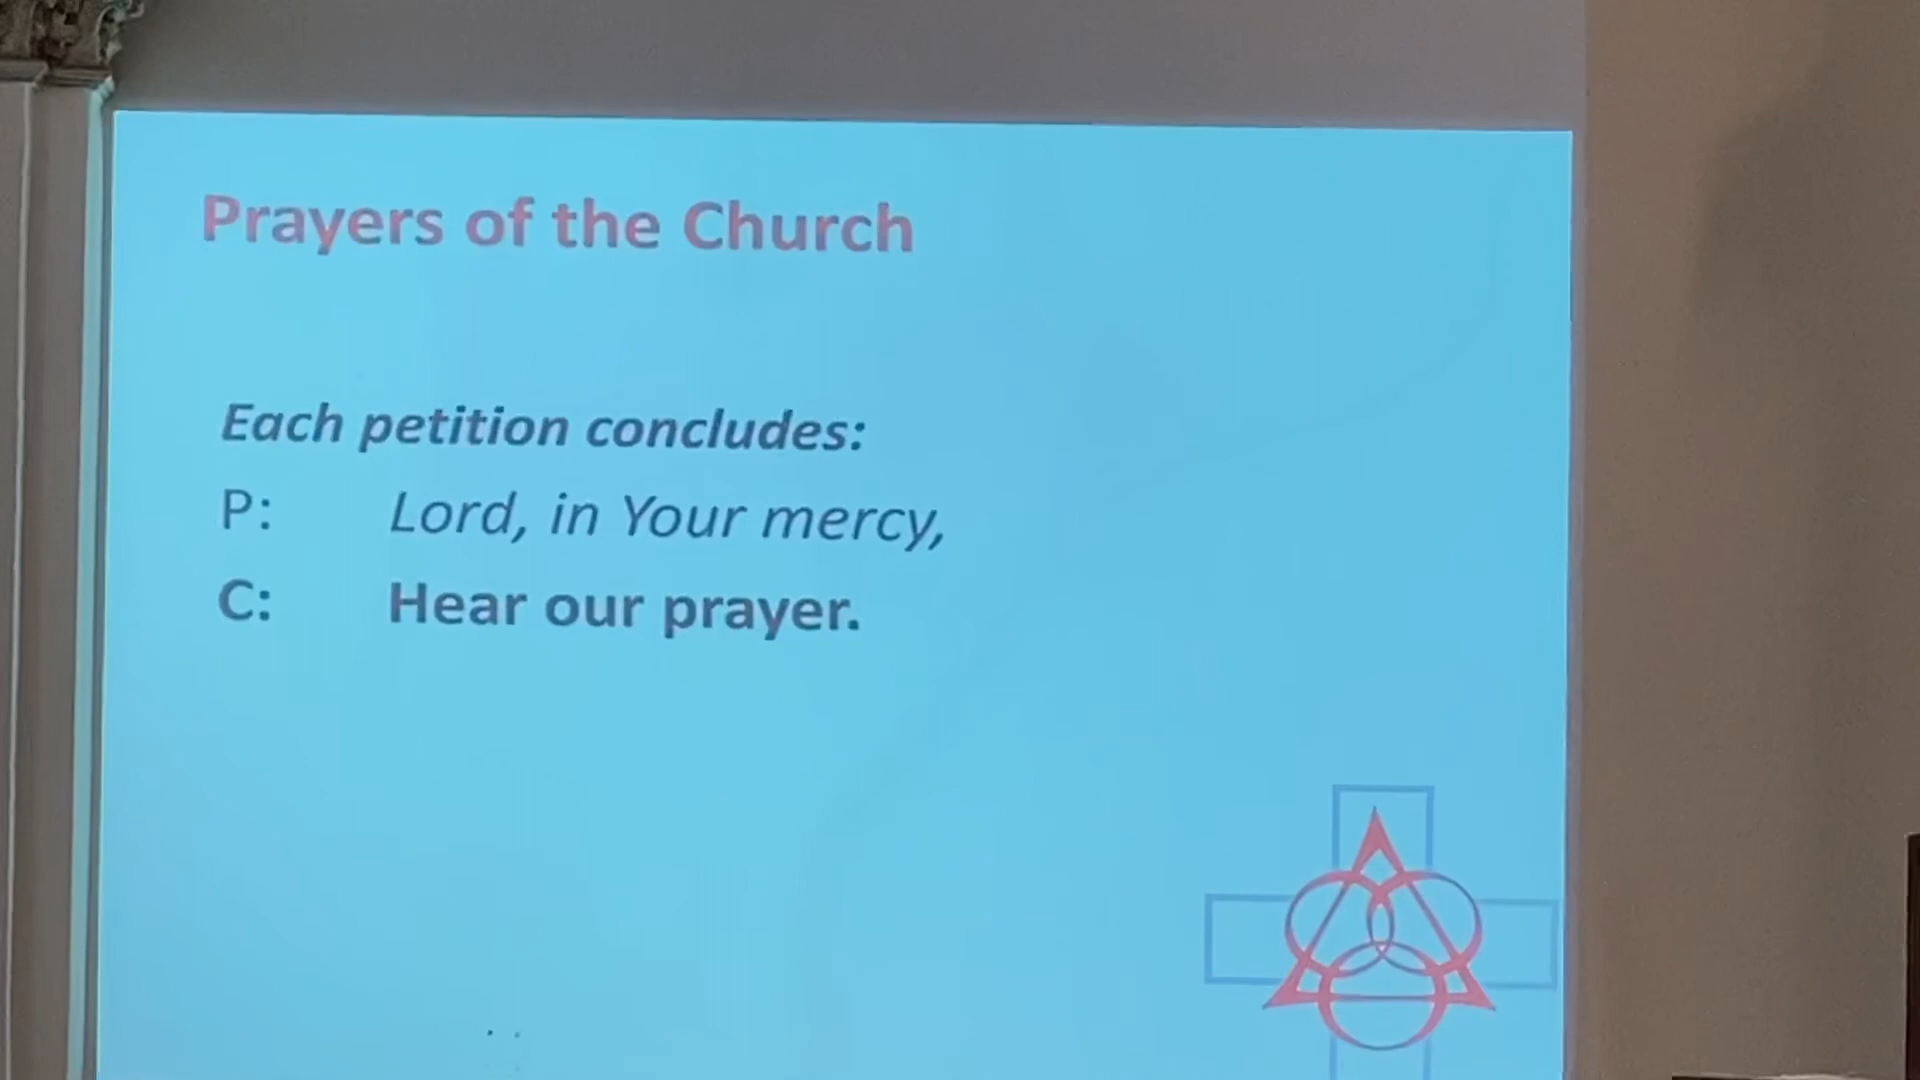 Prayers of the Church
Each petition concludes:
P: Lord, in Your mercy,
C: Hear our prayer.